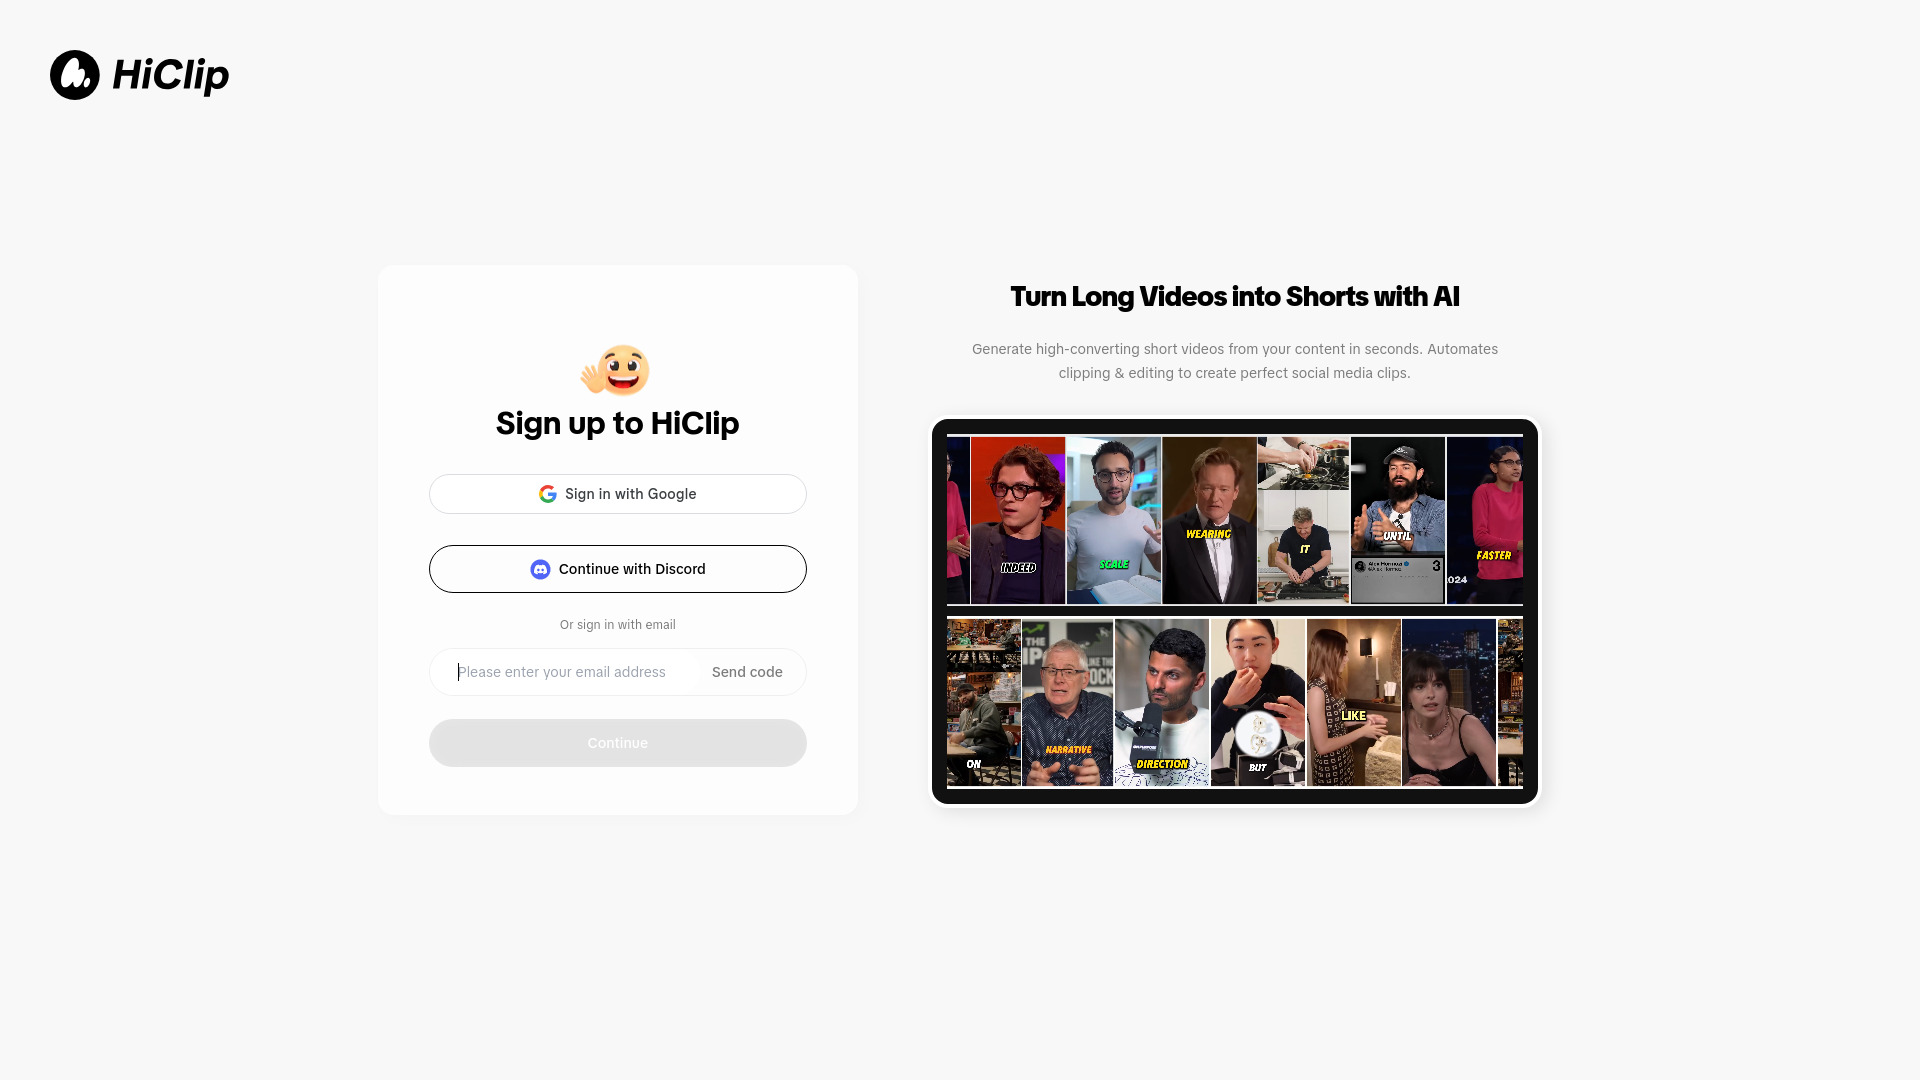 HiClip
Sign up to HiClip
Sign in with Google
Continue with Discord
Or sign in with email
Please enter your email address
Send code
Continue
Turn Long Videos into Shorts with AI
Generate high-converting short videos from your content in seconds. Automates
clipping & editing to create perfect social media clips.
INDEED
SCALE
WEARING
IT
UNTIL
3
024
FASTER
ON
THE
NARRATIVE
DIRECTION
BUT
LIKE